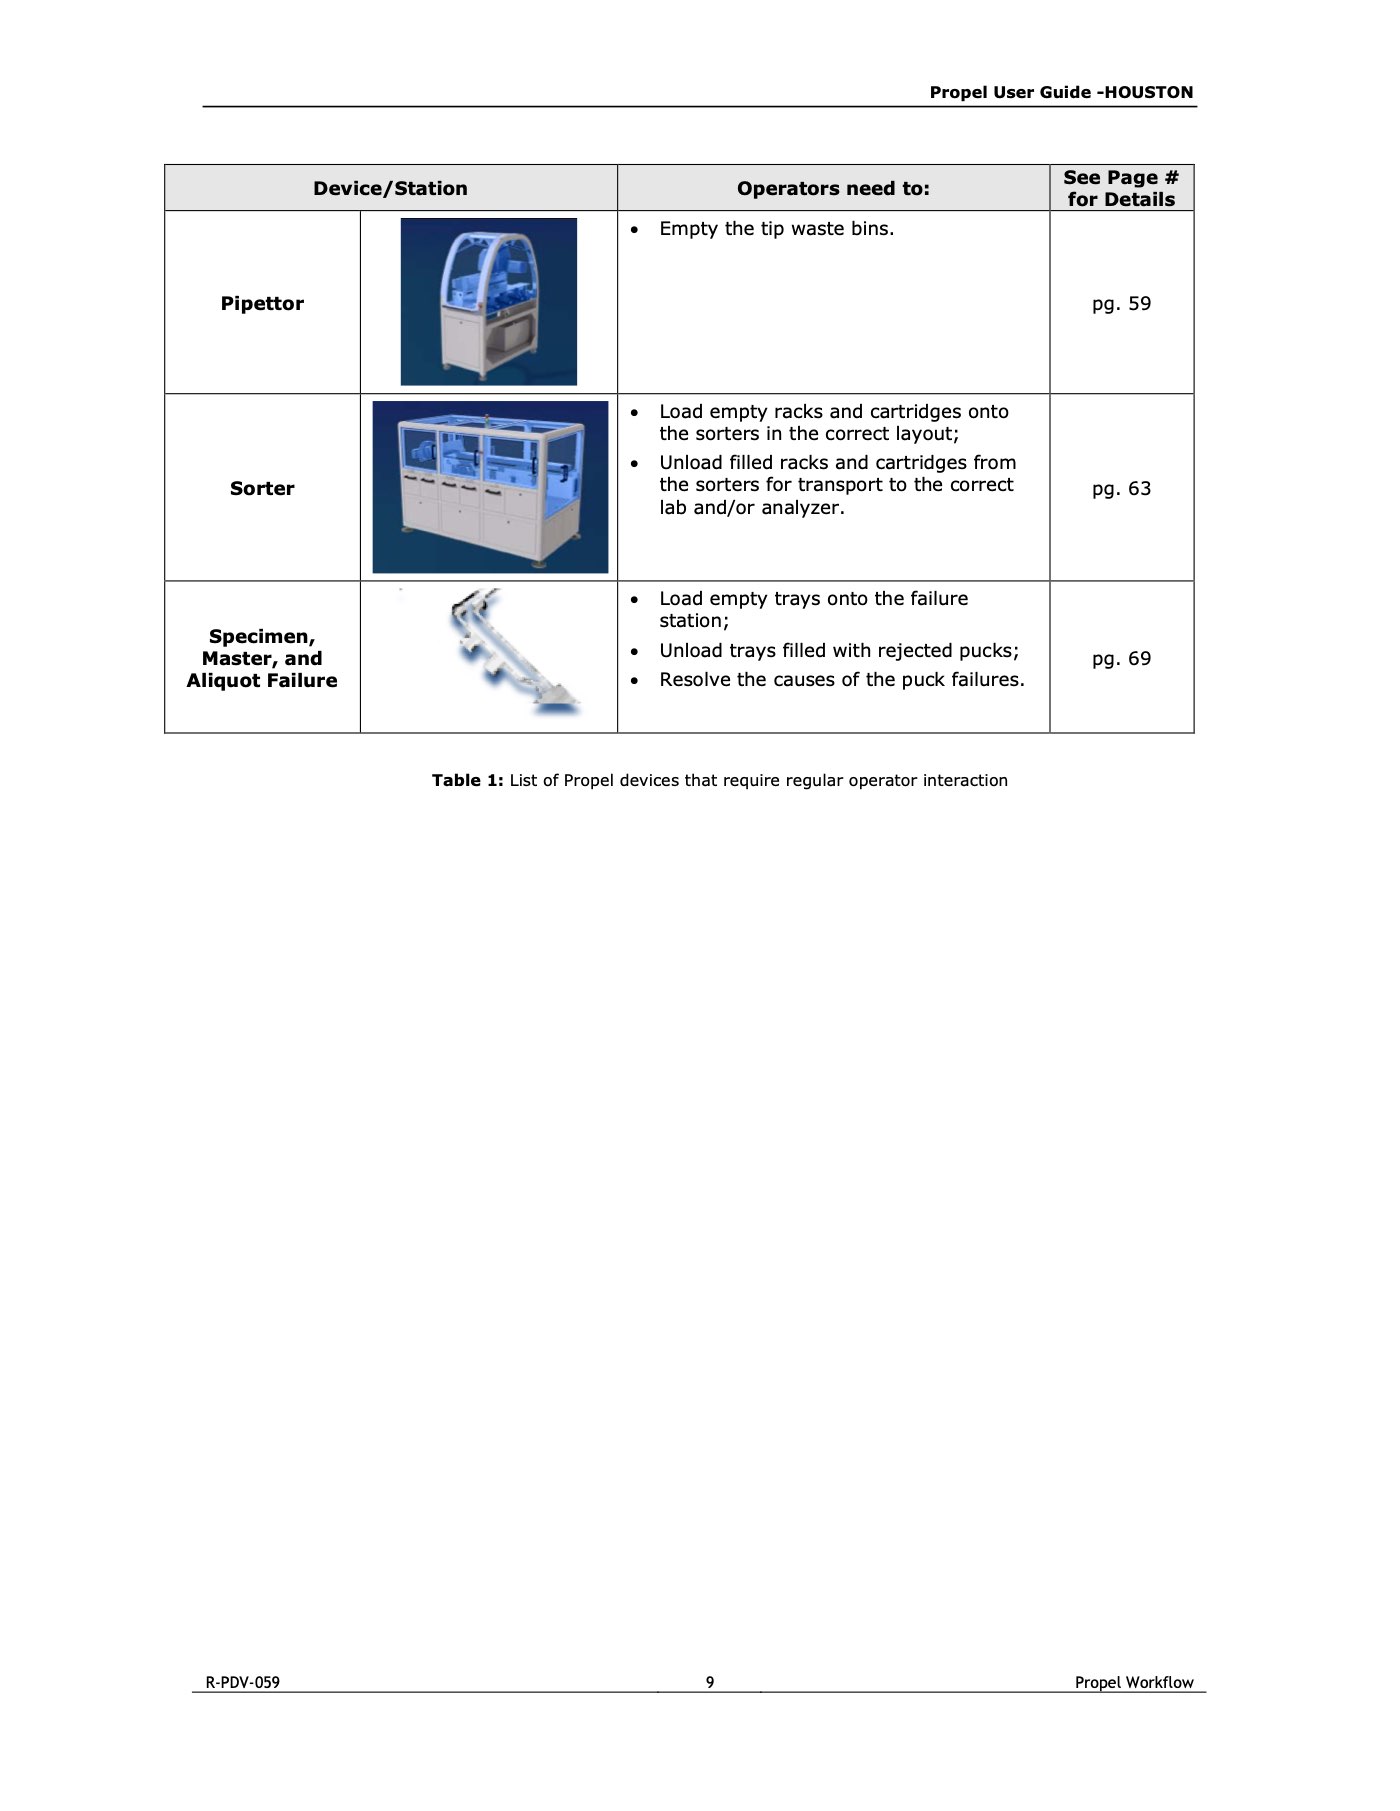 Propel User Guide -HOUSTON
Device/Station
Operators need to:
See Page #
for Details
Pipettor
• Empty the tip waste bins.
pg. 59
Sorter
• Load empty racks and cartridges onto
the sorters in the correct layout;
• Unload filled racks and cartridges from
the sorters for transport to the correct
lab and/or analyzer.
pg. 63
Specimen,
Master, and
Aliquot Failure
• Load empty trays onto the failure
station;
• Unload trays filled with rejected pucks;
• Resolve the causes of the puck failures.
pg. 69
Table 1: List of Propel devices that require regular operator interaction
R-PDV-059
9
Propel Workflow